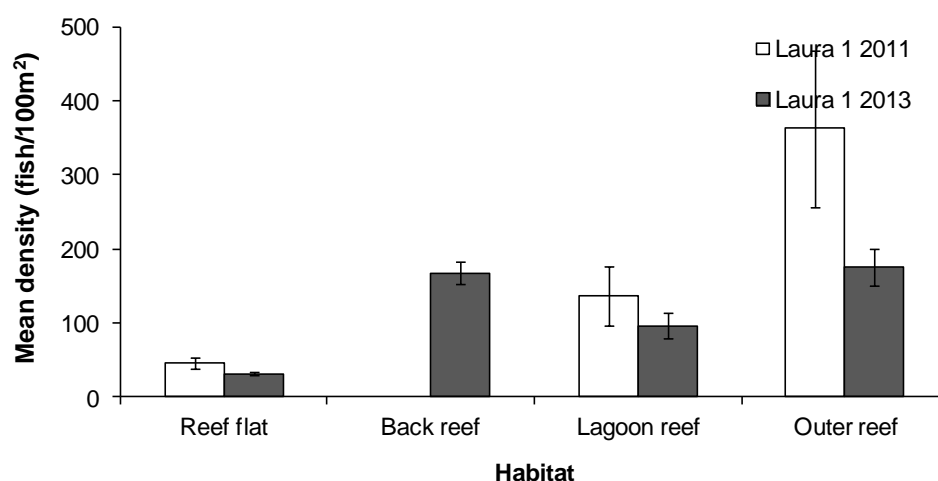 Mean density (fish/100m²)
500
400
300
200
100
0
Laura 1 2011
Laura 1 2013
Reef flat
Back reef
Lagoon reef
Outer reef
Habitat